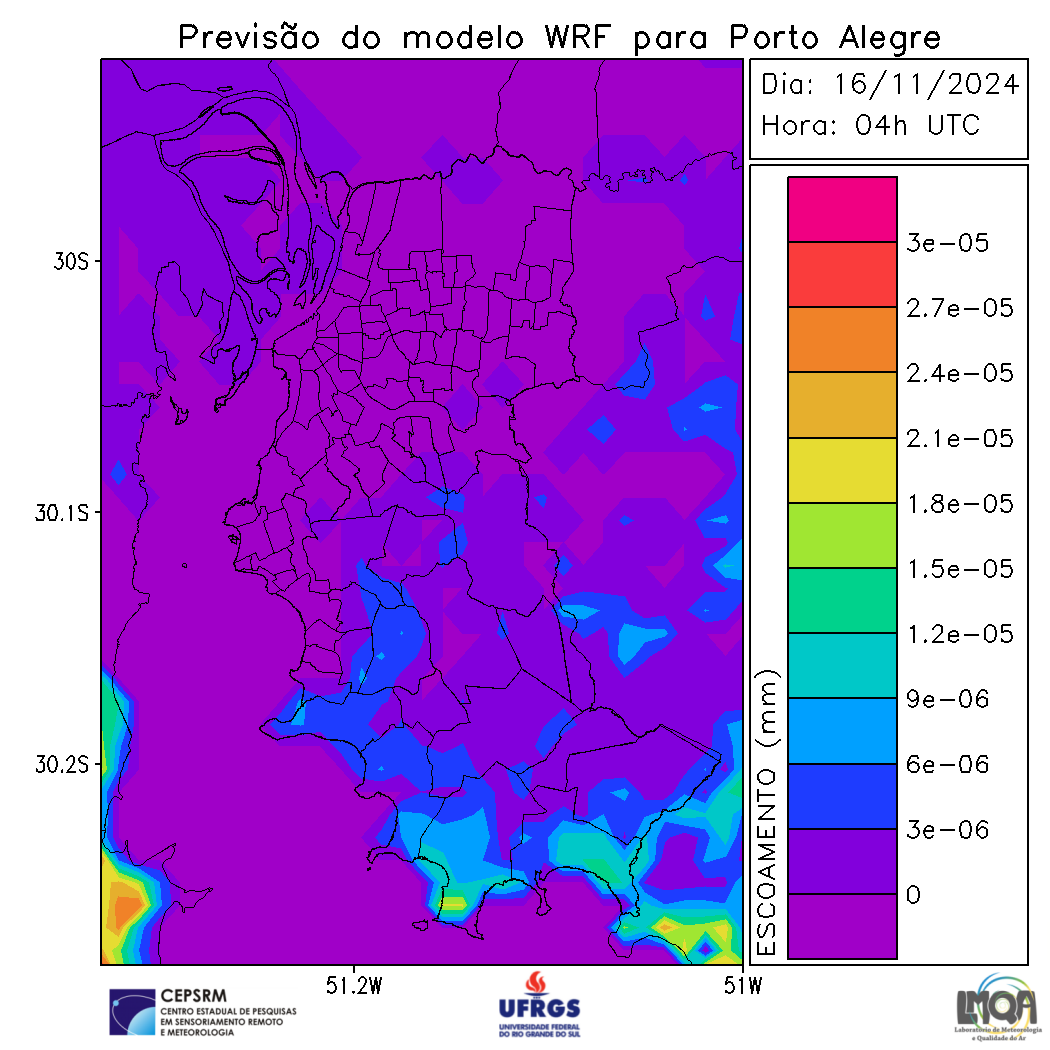 Previsão do modelo WRF para Porto Alegre
Dia: 16/11/2024
Hora: 04h UTC
3e-05
2.7e-05
2.4e-05
2.1e-05
1.8e-05
1.5e-05
1.2e-05
9e-06
6e-06
3e-06
0
ESCOAMENTO (mm)
30S
30.1S
30.2S
51.2W
51W
CEPSRM
CENTRO ESTADUAL DE PESQUISAS
EM SENSORIAMENTO REMOTO
E METEOROLOGIA
UFRGS
UNIVERSIDADE FEDERAL
DO RIO GRANDE DO SUL
LMQA
Laboratório de Meteorologia
e Qualidade do Ar